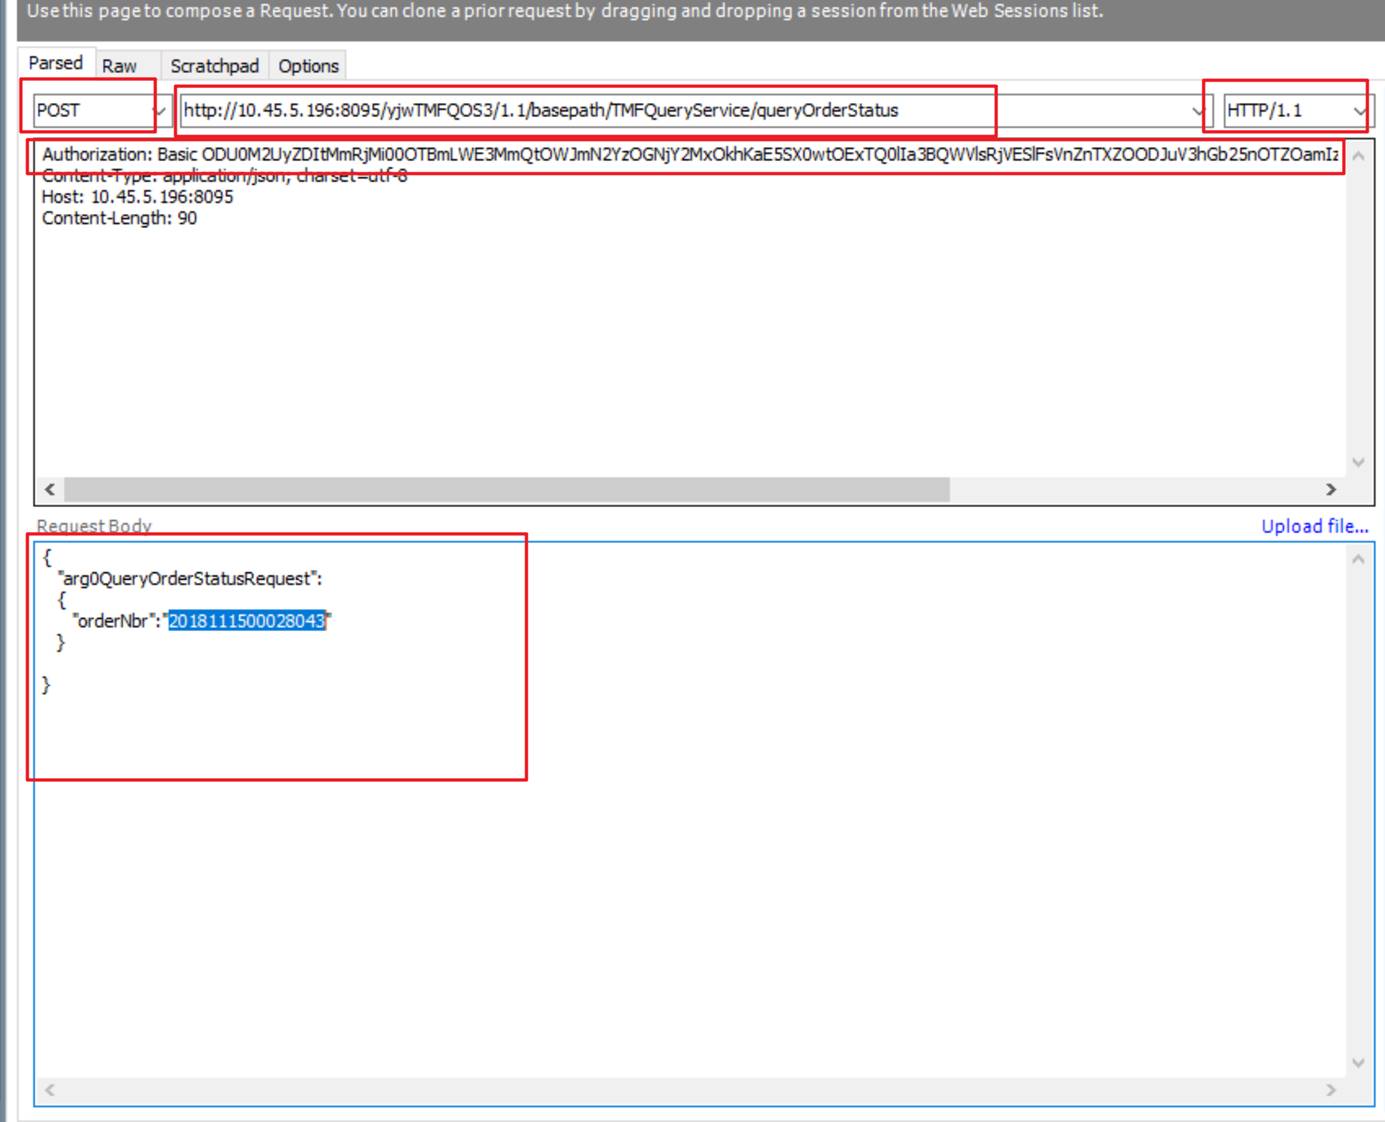 Use this page to compose a Request. You can clone a prior request by dragging and dropping a session from the Web Sessions list.
Parsed Raw Scratchpad Options
POST http://10.45.5.196:8095/yjwTMFQOS3/1.1/basepath/TMFQueryService/queryOrderStatus HTTP/1.1
Authorization: Basic
Content-Type: application/json; charset=utf-8
Host: 10.45.5.196:8095
Content-Length: 90
Request Body Upload file...
{
"arg0QueryOrderStatusRequest":
{
"orderNbr":"2018111500028043"
}
}